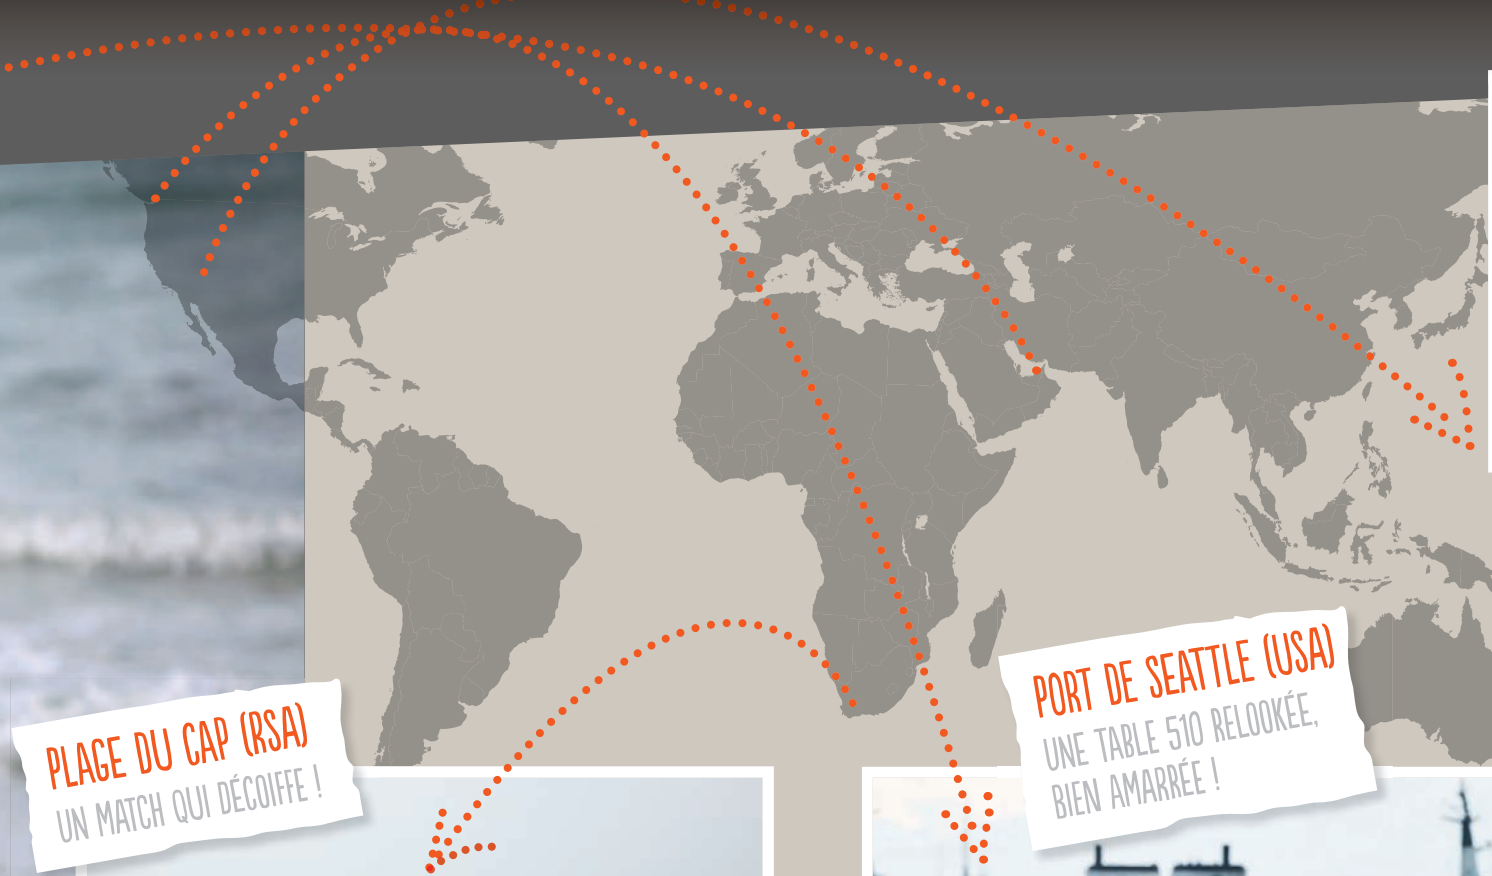 PLAGE DU CAP (RSA)
UN MATCH QUI DÉCOIFFE !
PORT DE SEATTLE (USA)
UNE TABLE 510 RELOOKÉE,
BIEN AMARRÉE !